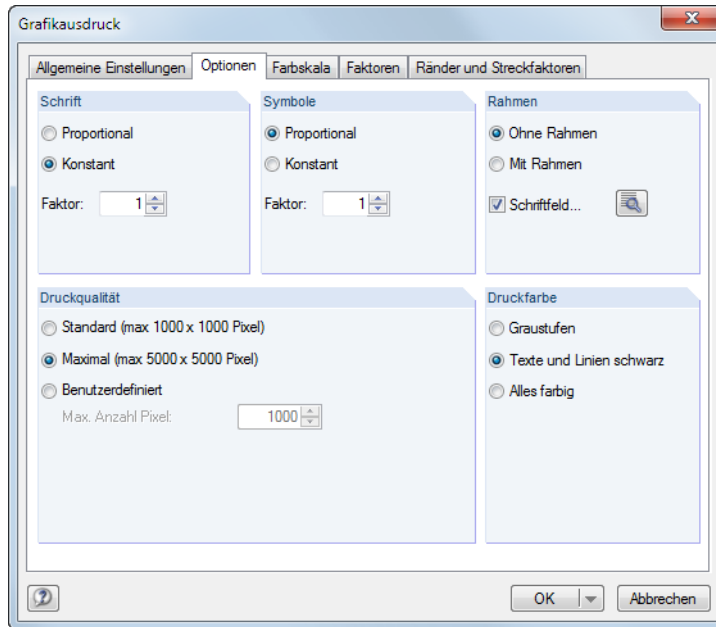 Grafikausdruck
Allgemeine Einstellungen Optionen Farbskala Faktoren Ränder und Streckfaktoren
Schrift
Proportional
Konstant
Faktor: 1
Symbole
Proportional
Konstant
Faktor: 1
Rahmen
Ohne Rahmen
Mit Rahmen
Schriftfeld...
Druckqualität
Standard (max 1000 x 1000 Pixel)
Maximal (max 5000 x 5000 Pixel)
Benutzerdefiniert
Max. Anzahl Pixel: 1000
Druckfarbe
Graustufen
Texte und Linien schwarz
Alles farbig
OK Abbrechen